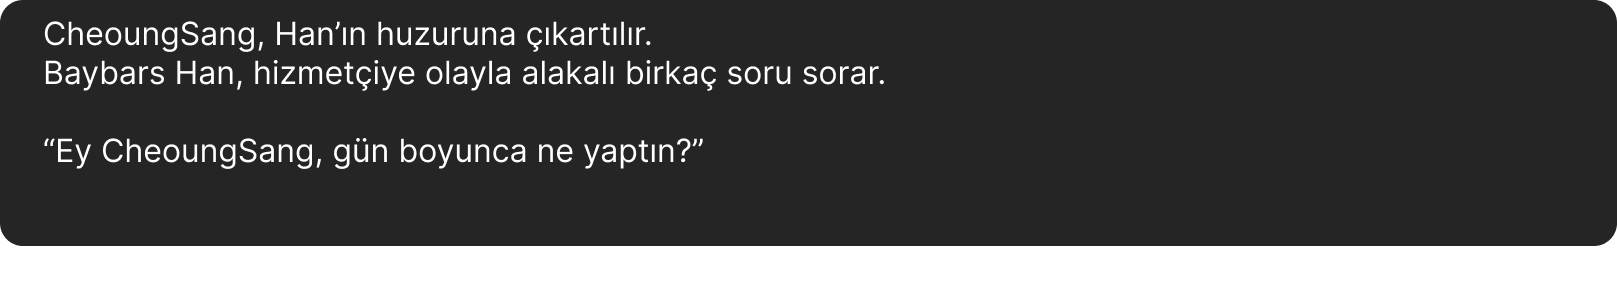 CheoungSang, Han’ın huzuruna çıkartılır.
Baybars Han, hizmetçiye olayla alakalı birkaç soru sorar.
“Ey CheoungSang, gün boyunca ne yaptın?”